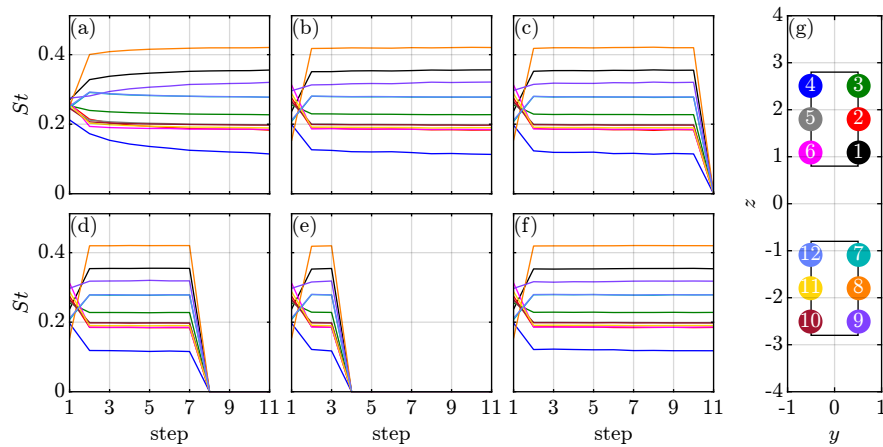 (a) (b) (c) (g)
St 0.4 0.2 0
(d) (e) (f)
St 0.4 0.2 0
1 3 5 7 9 11 1 3 5 7 9 11 1 3 5 7 9 11
step step step
z 4 3 2 1 0 -1 -2 -3 -4
4 3
5 2
6 1
12 7
11 8
10 9
-1 0 1
y